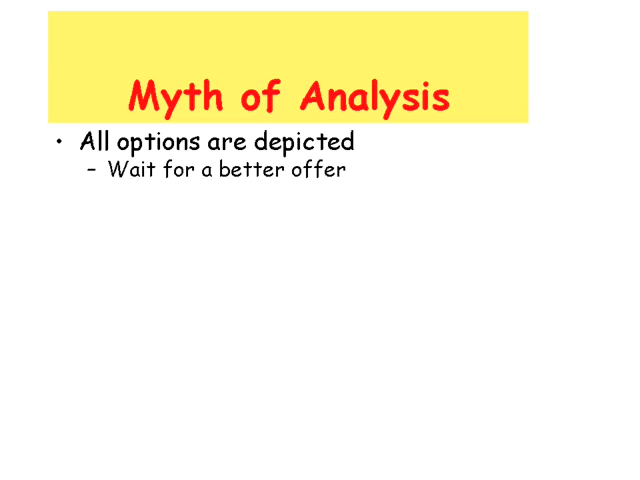 Myth of Analysis
• All options are depicted
– Wait for a better offer